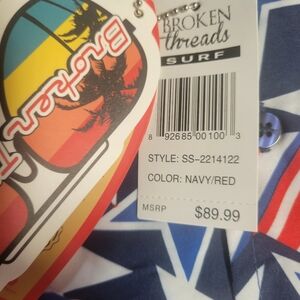 BROKEN
threads
SURF
8 92685 00100 3
STYLE: SS-2214122
COLOR: NAVY/RED
MSRP $89.99
Broken